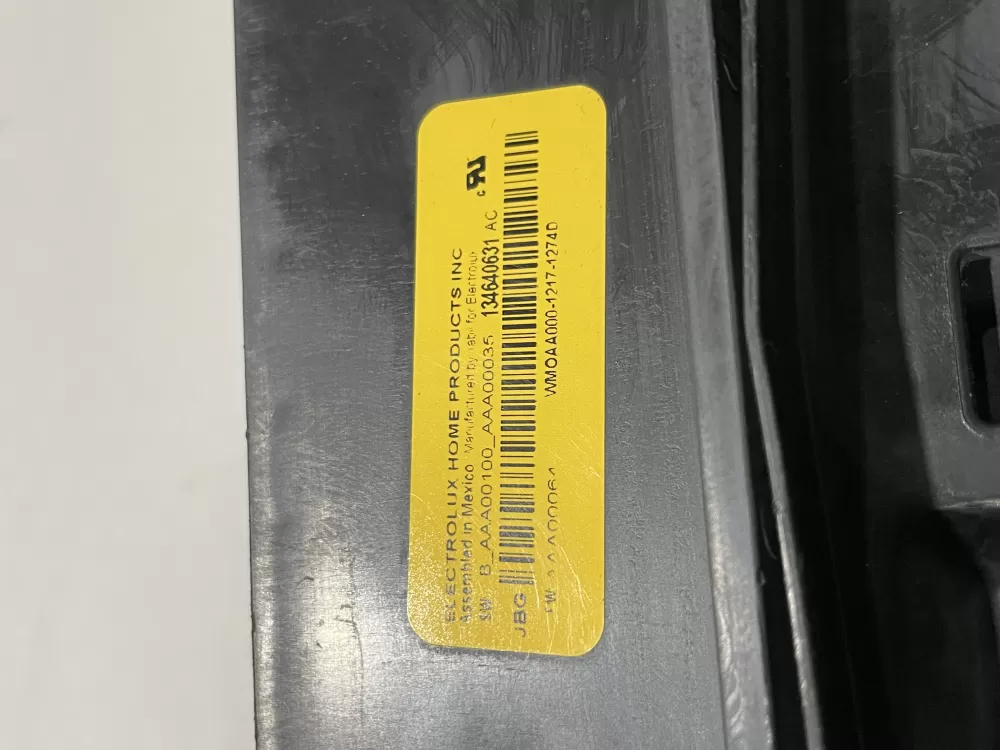 ELECTROLUX HOME PRODUCTS INC
Assembled in Mexico Manufactured by Jabil for Electrolux
SW B_AAA00100_AAA00035 134640631 AC c
JBG
WMOAA000-1217-1274D